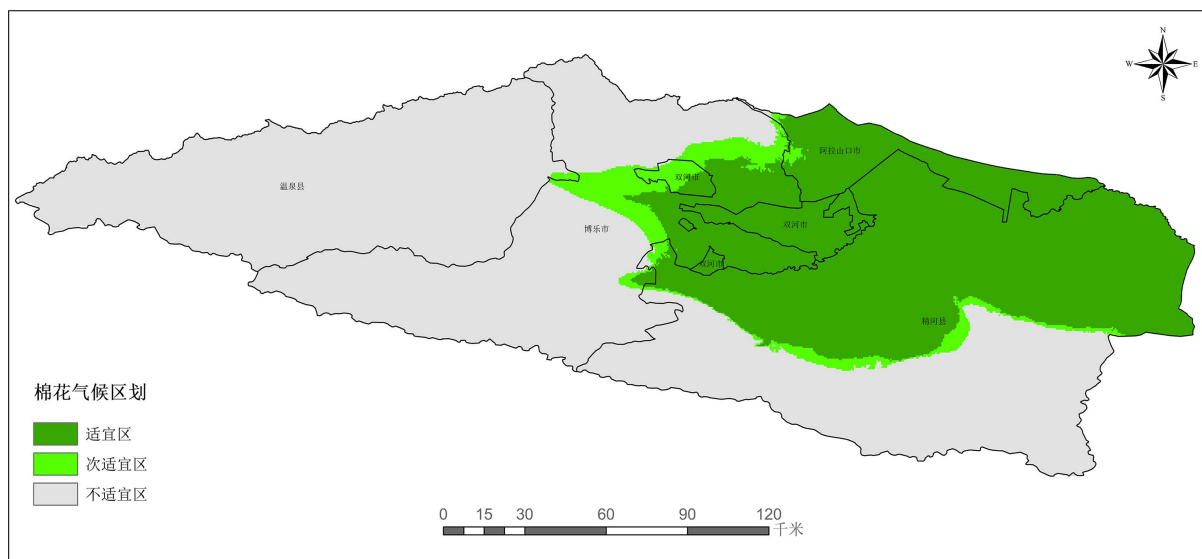 N
W
E
S
阿拉山口市
双河市
温泉县
双河市
博乐市
双河市
精河县
棉花气候区划
适宜区
次适宜区
不适宜区
0 15 30 60 90 120
千米